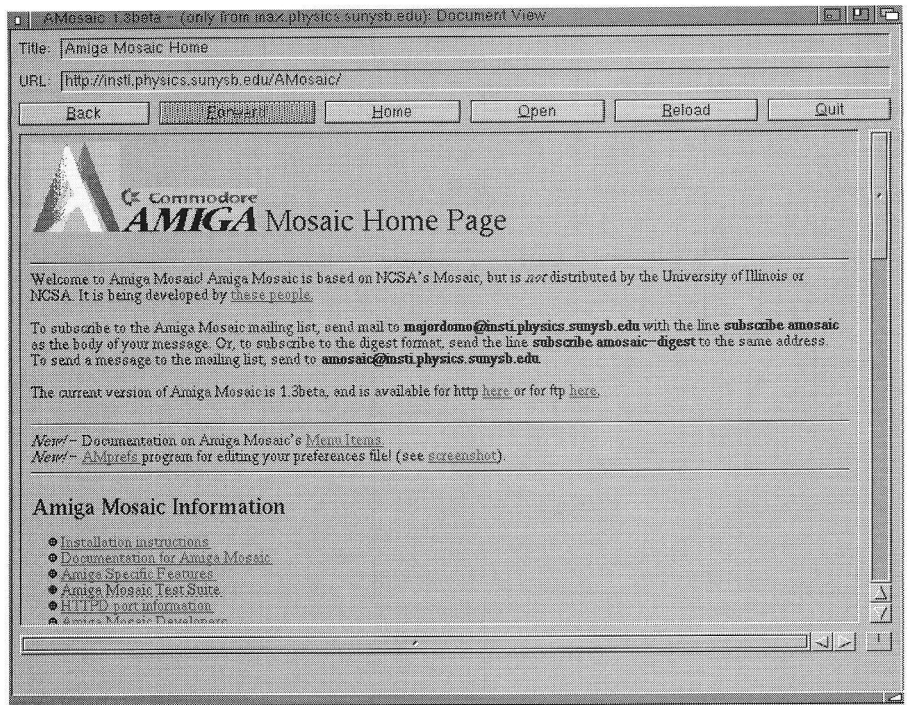 AMosaic 1.3beta - (only from max.physics.sunysb.edu): Document View
Title: Amiga Mosaic Home
URL: http://insti.physics.sunysb.edu/AMosaic/
Back Forward Home Open Reload Quit
Commodore
AMIGA Mosaic Home Page
Welcome to Amiga Mosaic! Amiga Mosaic is based on NCSA's Mosaic, but is not distributed by the University of Illinois or
NCSA. It is being developed by these people.
To subscribe to the Amiga Mosaic mailing list, send mail to majordomo@insti.physics.sunysb.edu with the line subscribe amosaic
as the body of your message. Or, to subscribe to the digest format, send the line subscribe amosaic-digest to the same address.
To send a message to the mailing list, send to amosaic@insti.physics.sunysb.edu.
The current version of Amiga Mosaic is 1.3beta, and is available for http here or for ftp here.
New! - Documentation on Amiga Mosaic's Menu Items
New! - AMprefs program for editing your preferences file! (see screenshot).
Amiga Mosaic Information
Installation instructions
Documentation for Amiga Mosaic
Amiga Specific Features
Amiga Mosaic Test Suite
HTTPD port information
Amiga Mosaic Developers